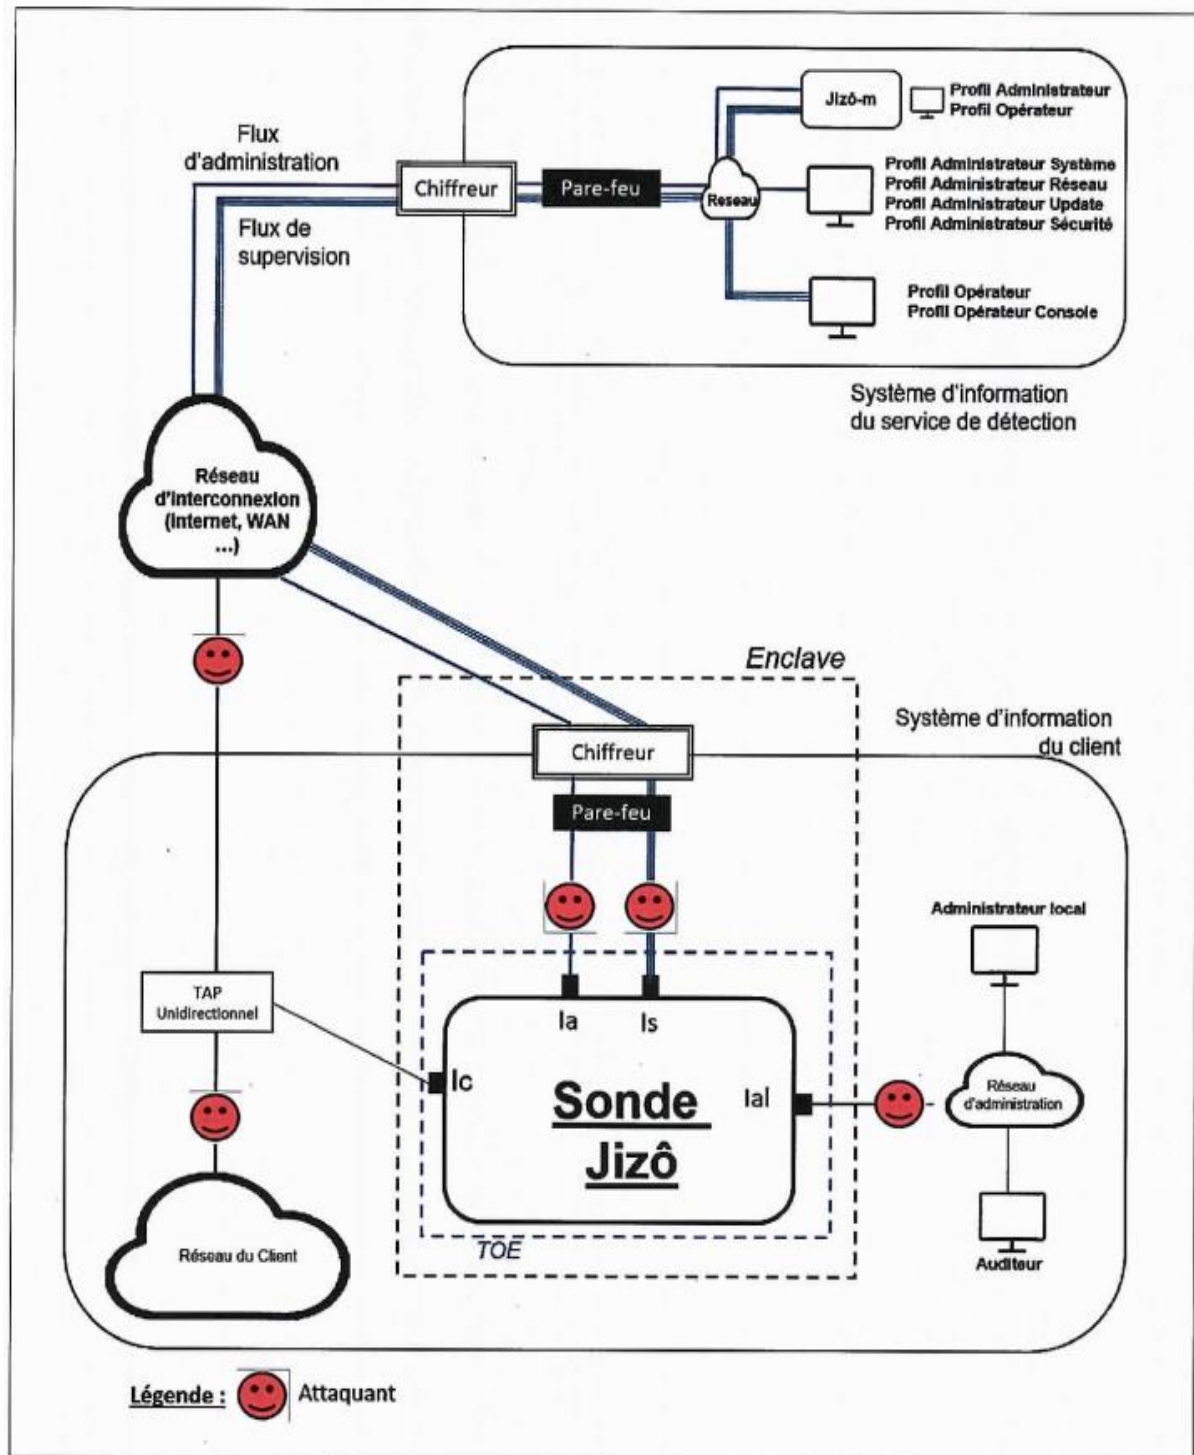 Jizô-m
Profil Administrateur
Profil Opérateur
Flux
d'administration
Chiffreur
Pare-feu
Reseau
Profil Administrateur Système
Profil Administrateur Réseau
Profil Administrateur Update
Profil Administrateur Sécurité
Flux de
supervision
Profil Opérateur
Profil Opérateur Console
Système d'information
du service de détection
Réseau
d'interconnexion
(Internet, WAN
...)
Enclave
Système d'information
du client
Chiffreur
Pare-feu
Administrateur local
TAP
Unidirectionnel
Ia
Is
Ic
Ial
Sonde
Jizô
Réseau
d'administration
TOE
Réseau du Client
Auditeur
Légende :
Attaquant